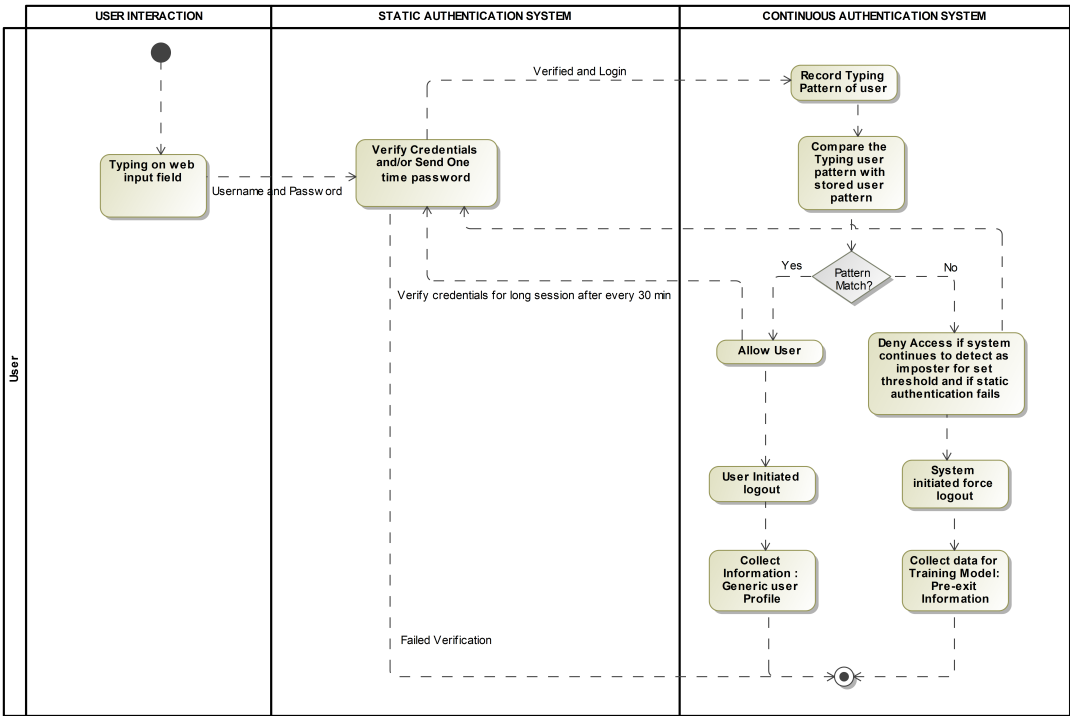 USER INTERACTION
STATIC AUTHENTICATION SYSTEM
CONTINUOUS AUTHENTICATION SYSTEM
User
Typing on web
input field
Username and Password
Verify Credentials
and/or Send One
time password
Verified and Login
Record Typing
Pattern of user
Compare the
Typing user
pattern with
stored user
pattern
Pattern
Match?
Yes
No
Verify credentials for long session after every 30 min
Allow User
Deny Access if system
continues to detect as
imposter for set
threshold and if static
authentication fails
User Initiated
logout
System
initiated force
logout
Collect
Information :
Generic user
Profile
Collect data for
Training Model:
Pre-exit
Information
Failed Verification